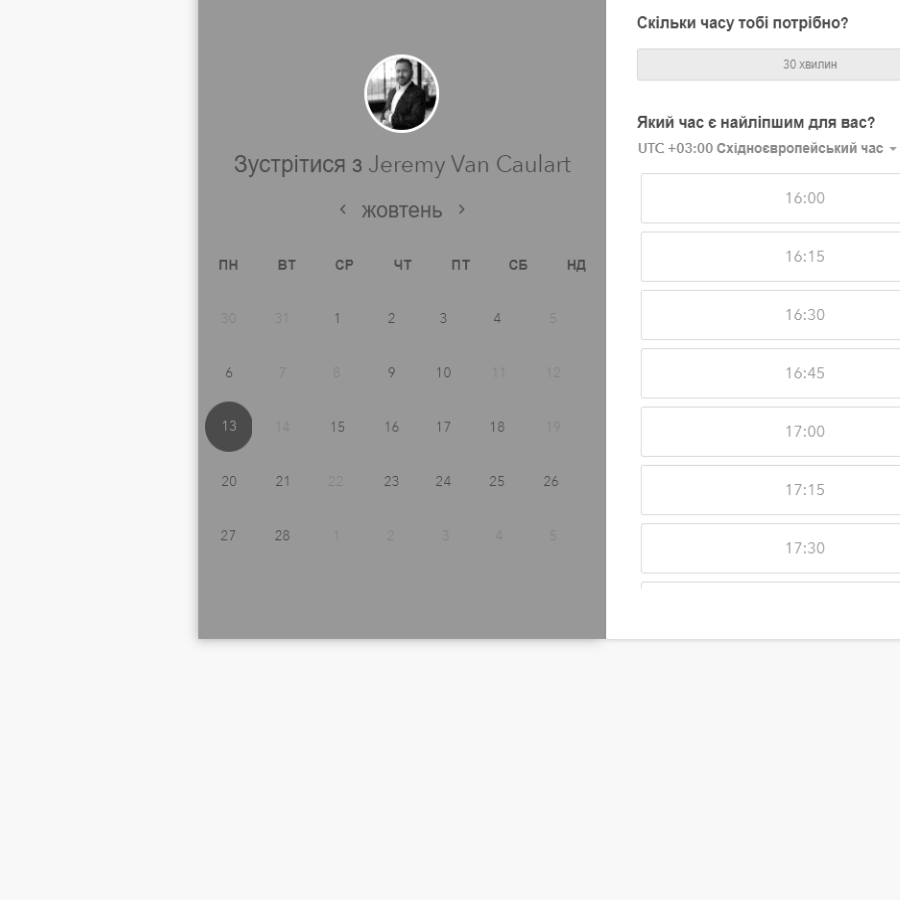 Зустрітися з Jeremy Van Caulart
жовтень
ПН ВТ СР ЧТ ПТ СБ НД
30 31 1 2 3 4 5
6 7 8 9 10 11 12
13 14 15 16 17 18 19
20 21 22 23 24 25 26
27 28 1 2 3 4 5
Скільки часу тобі потрібно?
30 хвилин
Який час є найліпшим для вас?
UTC +03:00 Східноєвропейський час
16:00
16:15
16:30
16:45
17:00
17:15
17:30